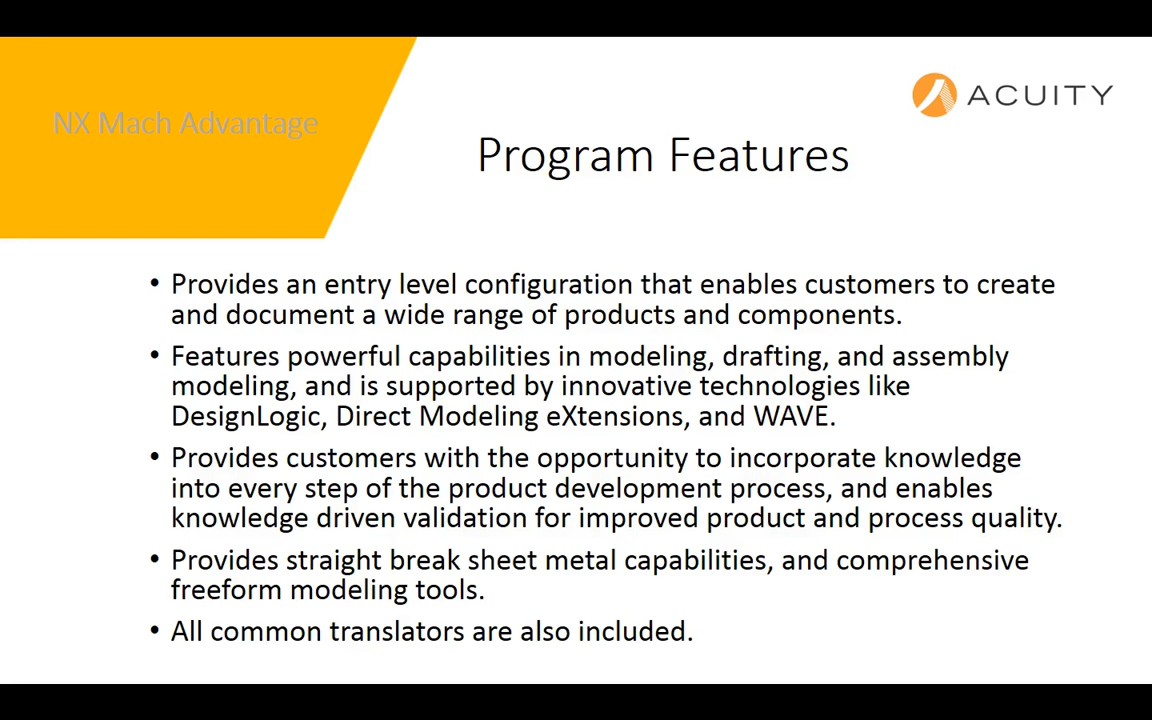 NX Mach Advantage
ACUITY
Program Features
• Provides an entry level configuration that enables customers to create
and document a wide range of products and components.
• Features powerful capabilities in modeling, drafting, and assembly
modeling, and is supported by innovative technologies like
DesignLogic, Direct Modeling eXtensions, and WAVE.
• Provides customers with the opportunity to incorporate knowledge
into every step of the product development process, and enables
knowledge driven validation for improved product and process quality.
• Provides straight break sheet metal capabilities, and comprehensive
freeform modeling tools.
• All common translators are also included.